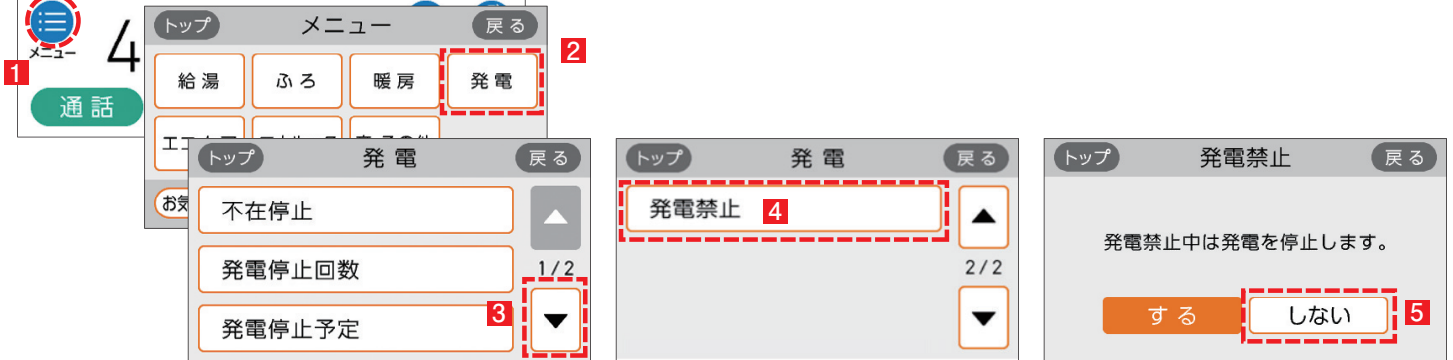 メニュー
1
4
通話
トップ
メニュー
戻る
2
給湯
ふろ
暖房
発電
お気
トップ
発電
戻る
不在停止
発電停止回数
発電停止予定
1/2
3
トップ
発電
戻る
発電禁止
4
2/2
トップ
発電禁止
戻る
発電禁止中は発電を停止します。
する
しない
5